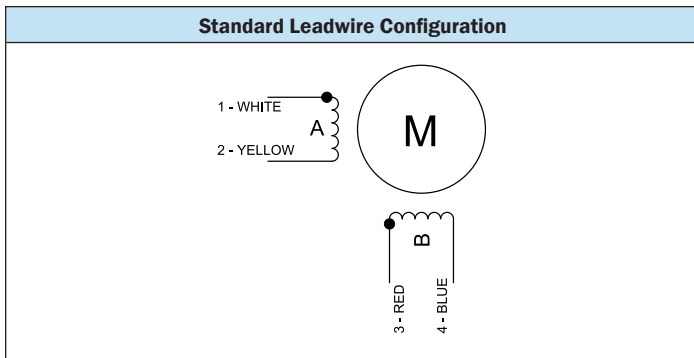 Standard Leadwire Configuration
1 - WHITE
A
2 - YELLOW
M
B
3 - RED
4 - BLUE